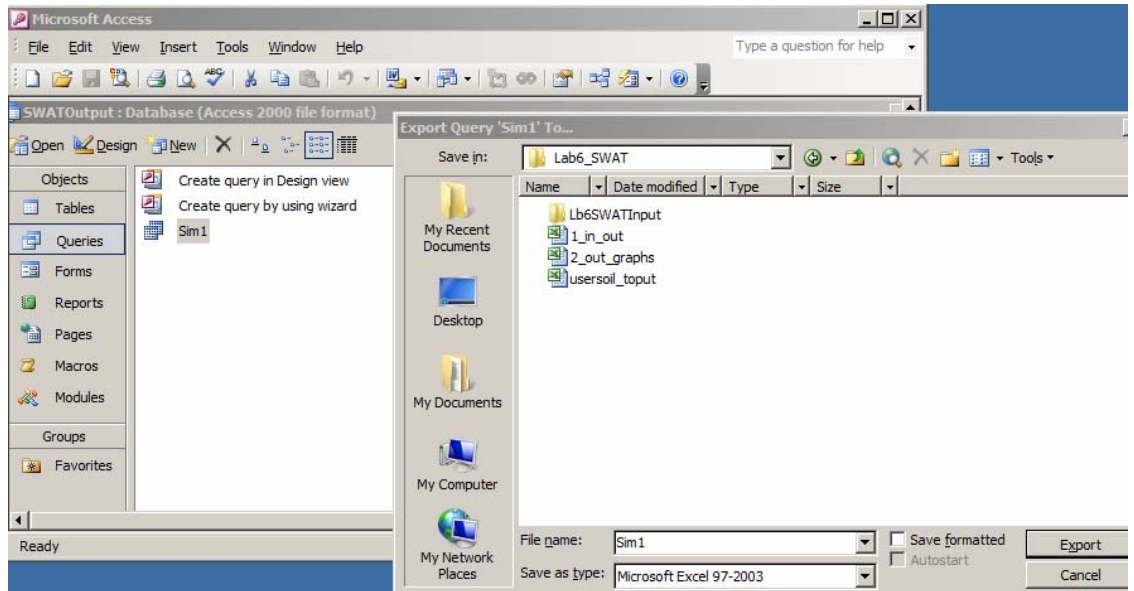 Microsoft Access
File Edit View Insert Tools Window Help
Type a question for help
SWATOutput : Database (Access 2000 file format)
Open Design New
Objects
Tables
Queries
Forms
Reports
Pages
Macros
Modules
Groups
Favorites
Create query in Design view
Create query by using wizard
Sim1
Ready
Export Query 'Sim1' To...
Save in: Lab6_SWAT
Tools
My Recent
Documents
Desktop
My Documents
My Computer
My Network
Places
Name Date modified Type Size
Lb6SWATInput
1_in_out
2_out_graphs
usersoil_toput
File name: Sim1
Save as type: Microsoft Excel 97-2003
Save formatted
Autostart
Export
Cancel